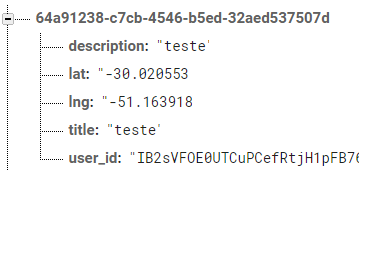 64a91238-c7cb-4546-b5ed-32aed537507d
description: "teste'
lat: "-30.020553
lng: "-51.163918
title: "teste'
user_id: "IB2sVFOE0UTCuPCefRtjH1pFB76